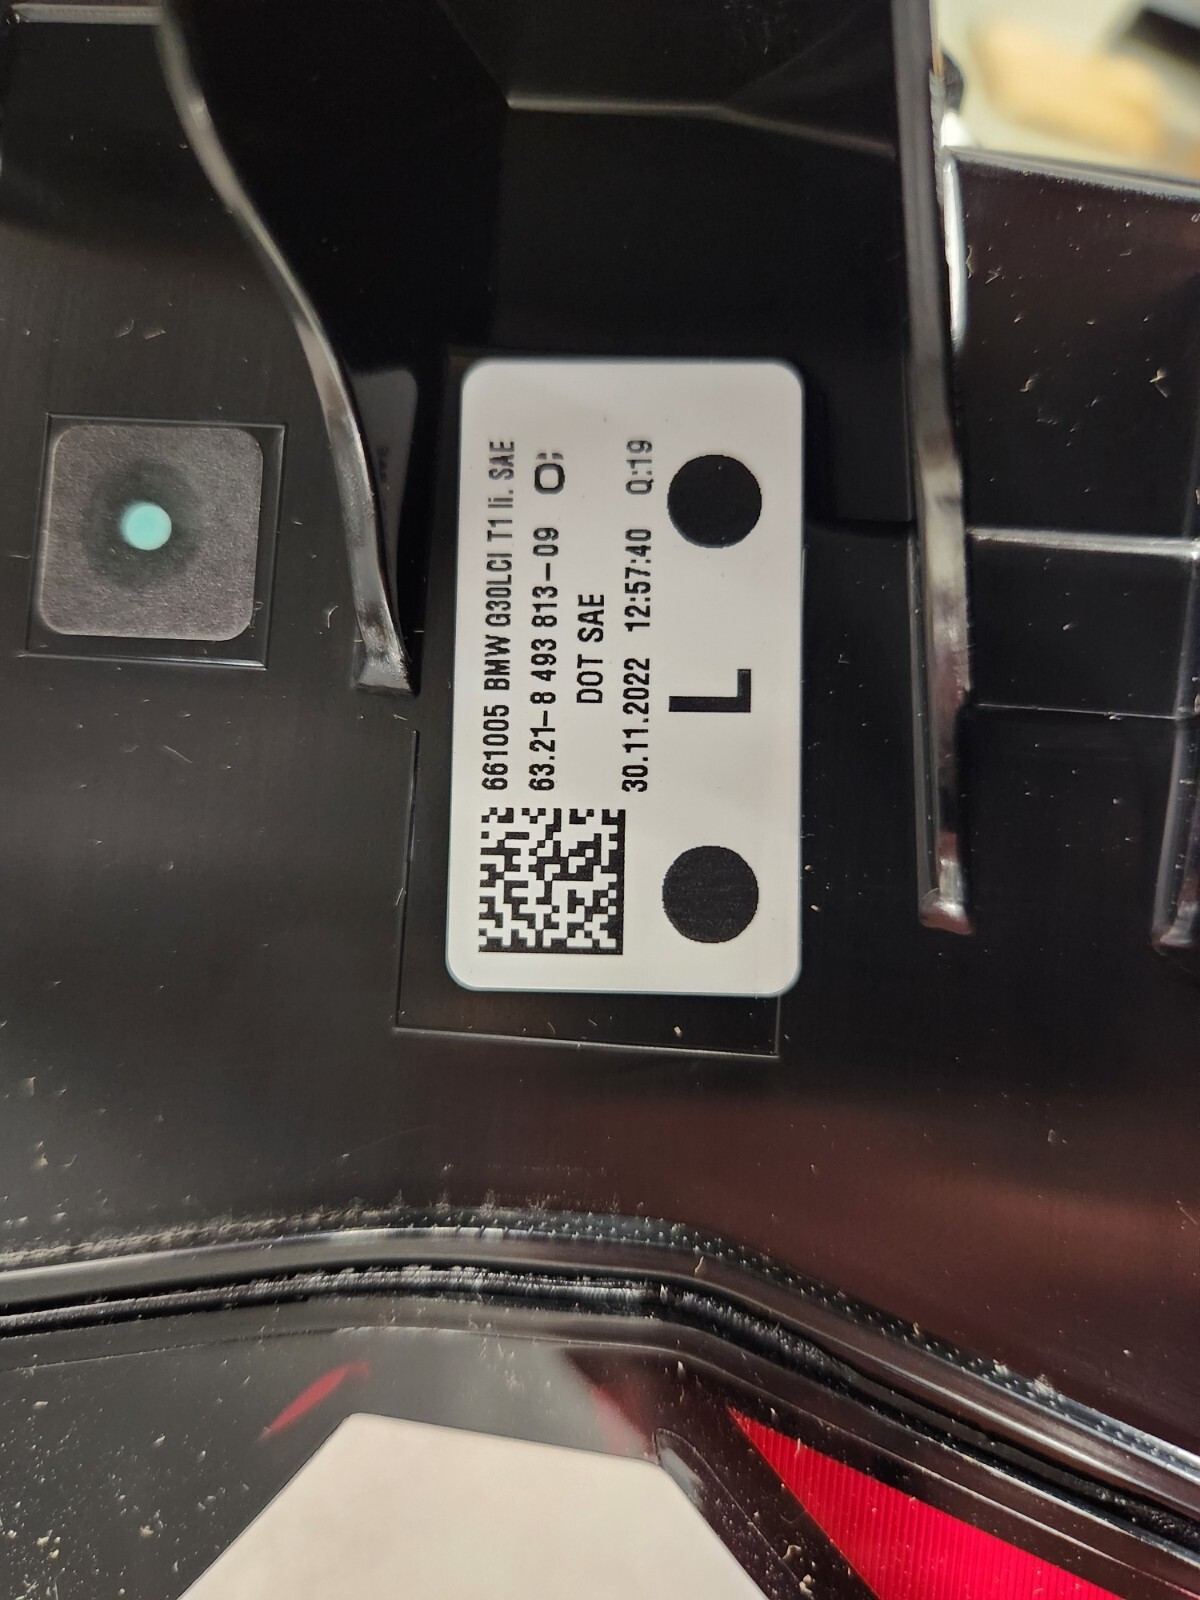 661005 BMW G30LCI T1 li. SAE
63.21-8 493 813-09
DOT SAE
30.11.2022 12:57:40 Q:19
L